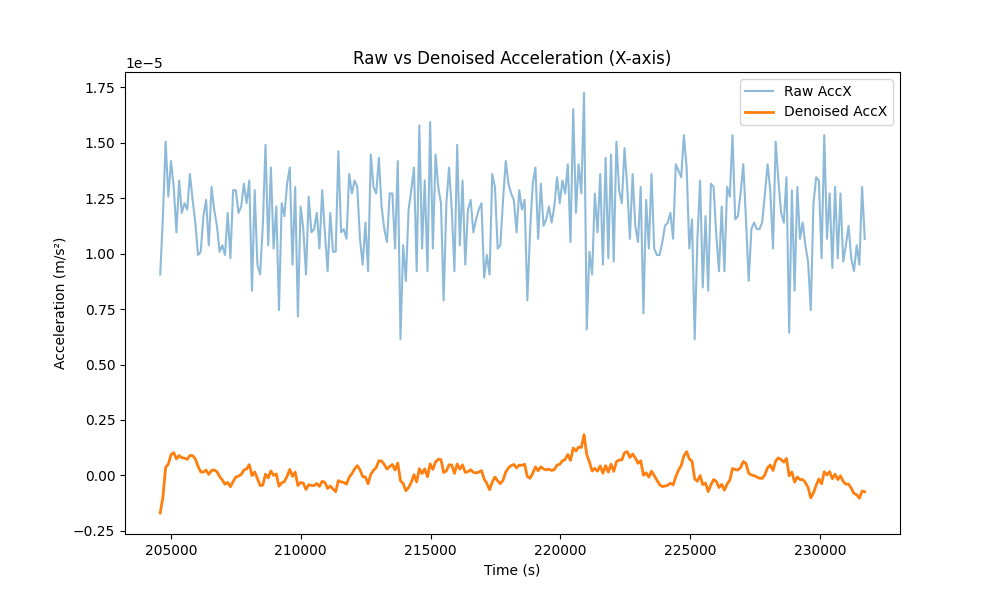 Raw vs Denoised Acceleration (X-axis)
1e−5
Raw AccX
Denoised AccX
1.75
1.50
1.25
1.00
0.75
0.50
0.25
0.00
−0.25
Acceleration (m/s²)
205000 210000 215000 220000 225000 230000
Time (s)